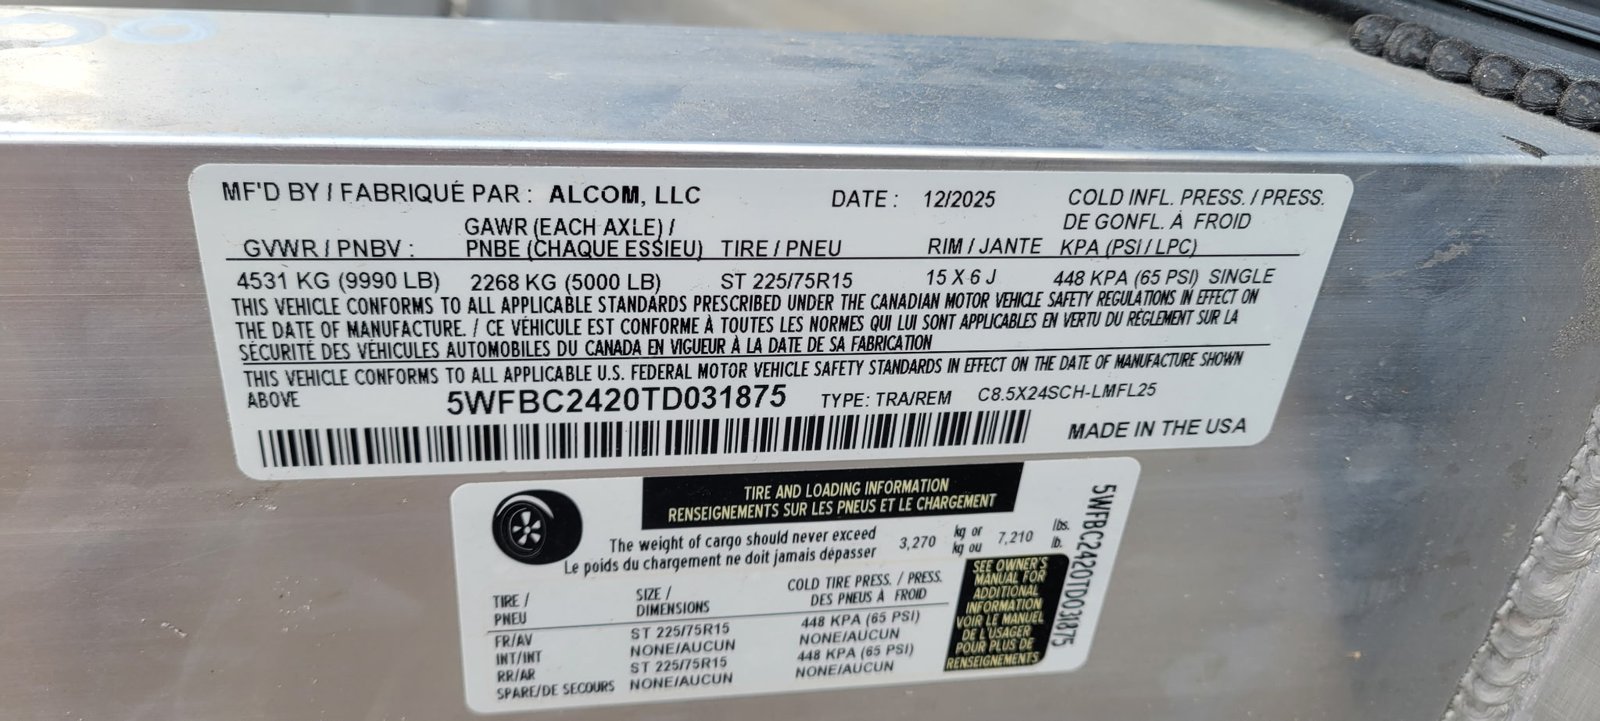 MF'D BY / FABRIQUÉ PAR : ALCOM, LLC DATE : 12/2025 COLD INFL. PRESS. / PRESS.
DE GONFL. À FROID
GAWR (EACH AXLE) /
GVWR / PNBV : PNBE (CHAQUE ESSIEU) TIRE / PNEU RIM / JANTE KPA (PSI / LPC)
4531 KG (9990 LB) 2268 KG (5000 LB) ST 225/75R15 15 X 6 J 448 KPA (65 PSI) SINGLE
THIS VEHICLE CONFORMS TO ALL APPLICABLE STANDARDS PRESCRIBED UNDER THE CANADIAN MOTOR VEHICLE SAFETY REGULATIONS IN EFFECT ON
THE DATE OF MANUFACTURE. / CE VÉHICULE EST CONFORME À TOUTES LES NORMES QUI LUI SONT APPLICABLES EN VERTU DU RÈGLEMENT SUR LA
SÉCURITÉ DES VÉHICULES AUTOMOBILES DU CANADA EN VIGUEUR À LA DATE DE SA FABRICATION
THIS VEHICLE CONFORMS TO ALL APPLICABLE U.S. FEDERAL MOTOR VEHICLE SAFETY STANDARDS IN EFFECT ON THE DATE OF MANUFACTURE SHOWN
ABOVE 5WFBC2420TD031875 TYPE: TRA/REM C8.5X24SCH-LMFL25
MADE IN THE USA
TIRE AND LOADING INFORMATION
RENSEIGNEMENTS SUR LES PNEUS ET LE CHARGEMENT
The weight of cargo should never exceed 3,270 kg or 7,210 lbs.
Le poids du chargement ne doit jamais dépasser kg ou lb.
TIRE / SIZE / COLD TIRE PRESS. / PRESS.
PNEU DIMENSIONS DES PNEUS À FROID
FR/AV ST 225/75R15 448 KPA (65 PSI)
INT/INT NONE/AUCUN NONE/AUCUN
RR/AR ST 225/75R15 448 KPA (65 PSI)
SPARE/DE SECOURS NONE/AUCUN NONE/AUCUN
SEE OWNER'S
MANUAL FOR
ADDITIONAL
INFORMATION
VOIR LE MANUEL
DE L'USAGER
POUR PLUS DE
RENSEIGNEMENTS
5WFBC2420TD031875